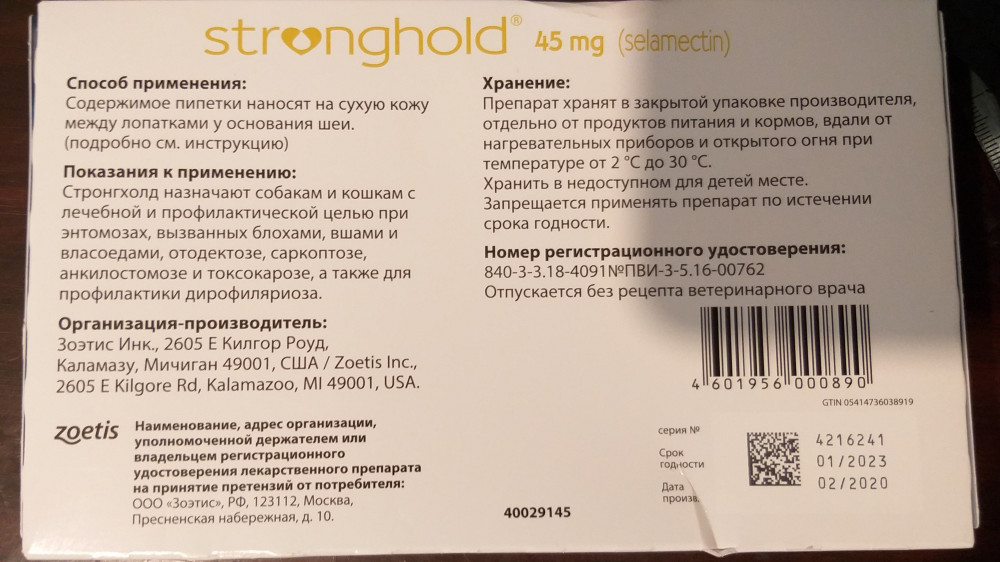 stronghold® 45 mg (selamectin)
Способ применения:
Содержимое пипетки наносят на сухую кожу
между лопатками у основания шеи.
(подробно см. инструкцию)
Показания к применению:
Стронгхолд назначают собакам и кошкам с
лечебной и профилактической целью при
энтомозах, вызванных блохами, вшами и
власоедами, отодектозе, саркоптозе,
анкилостомозе и токсокарозе, а также для
профилактики дирофиляриоза.
Организация-производитель:
Зоэтис Инк., 2605 Е Килгор Роуд,
Каламазу, Мичиган 49001, США / Zoetis Inc.,
2605 E Kilgore Rd, Kalamazoo, MI 49001, USA.
zoetis
Наименование, адрес организации,
уполномоченной держателем или
владельцем регистрационного
удостоверения лекарственного препарата
на принятие претензий от потребителя:
ООО «Зоэтис», РФ, 123112, Москва,
Пресненская набережная, д. 10.
Хранение:
Препарат хранят в закрытой упаковке производителя,
отдельно от продуктов питания и кормов, вдали от
нагревательных приборов и открытого огня при
температуре от 2 °C до 30 °C.
Хранить в недоступном для детей месте.
Запрещается применять препарат по истечении
срока годности.
Номер регистрационного удостоверения:
840-3-3.18-4091№ПВИ-3-5.16-00762
Отпускается без рецепта ветеринарного врача
4 601956 000890
GTIN 05414736038919
серия №
Срок
годности
Дата
произв.
4216241
01/2023
02/2020
40029145